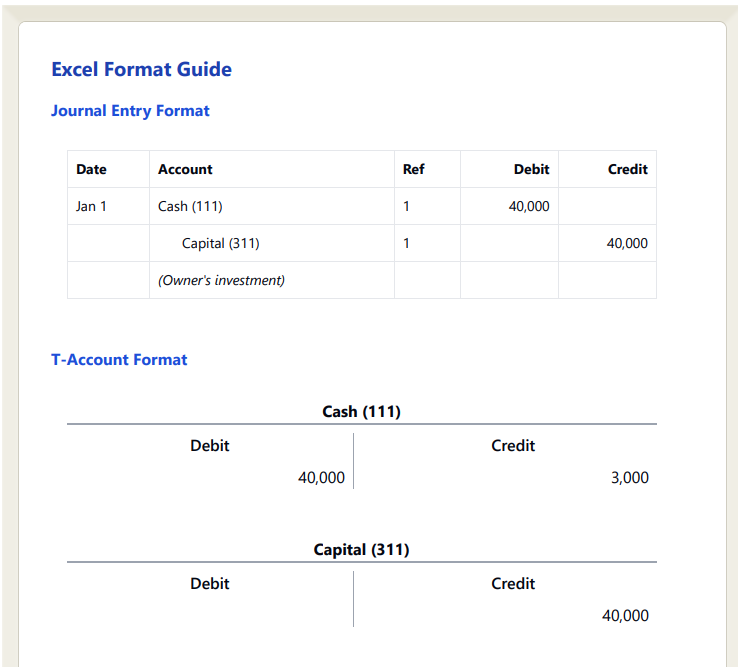 Excel Format Guide
Journal Entry Format
Date Account Ref Debit Credit
Jan 1 Cash (111) 1 40,000
Capital (311) 1 40,000
(Owner's investment)
T-Account Format
Cash (111)
Debit Credit
40,000 3,000
Capital (311)
Debit Credit
40,000